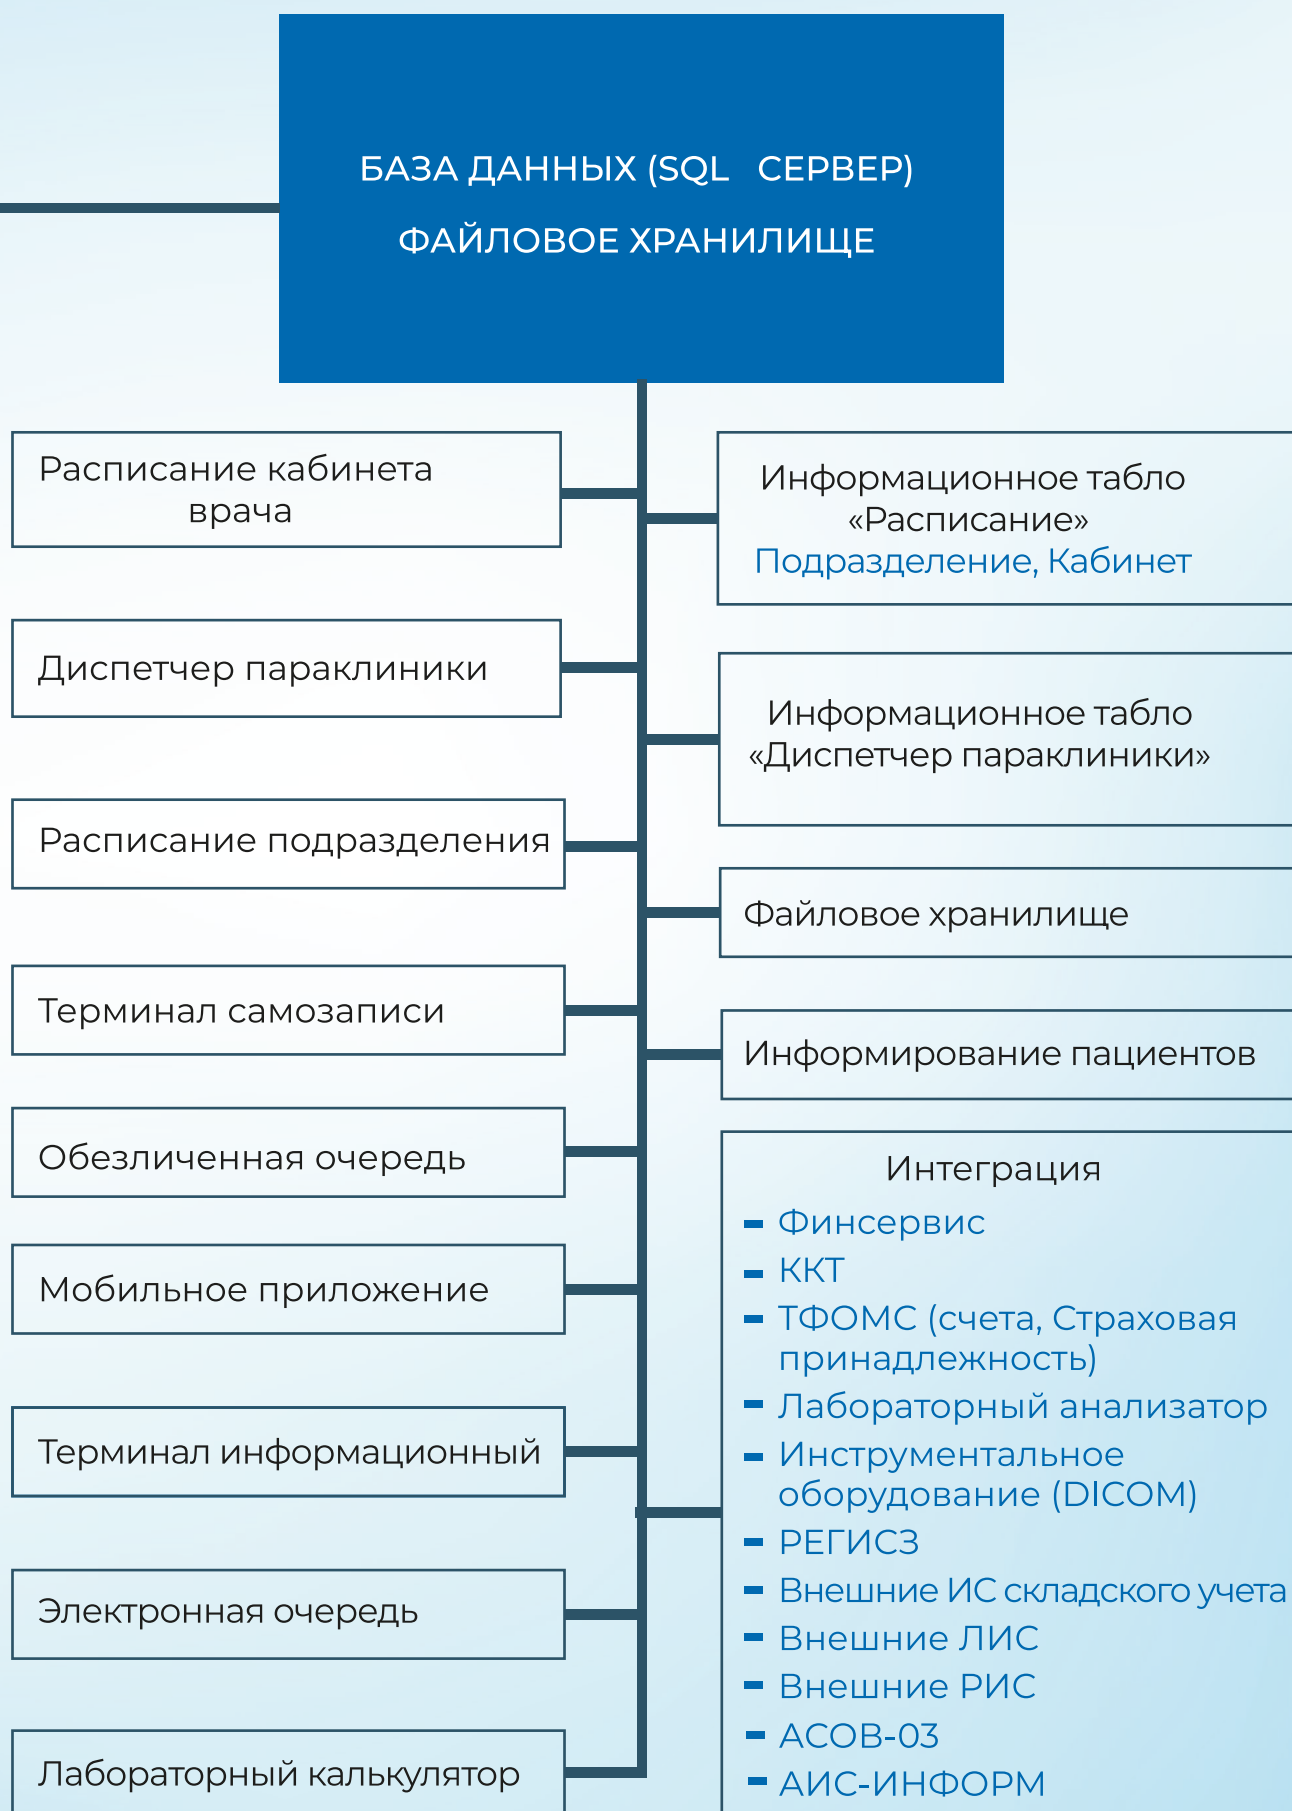 БАЗА ДАННЫХ (SQL СЕРВЕР)
ФАЙЛОВОЕ ХРАНИЛИЩЕ
Расписание кабинета
врача
Диспетчер параклиники
Расписание подразделения
Терминал самозаписи
Обезличенная очередь
Мобильное приложение
Терминал информационный
Электронная очередь
Лабораторный калькулятор
Информационное табло
«Расписание»
Подразделение, Кабинет
Информационное табло
«Диспетчер параклиники»
Файловое хранилище
Информирование пациентов
Интеграция
- Финсервис
- ККТ
- ТФОМС (счета, Страховая
принадлежность)
- Лабораторный анализатор
- Инструментальное
оборудование (DICOM)
- РЕГИСЗ
- Внешние ИС складского учета
- Внешние ЛИС
- Внешние РИС
- АСОВ-03
- АИС-ИНФОРМ